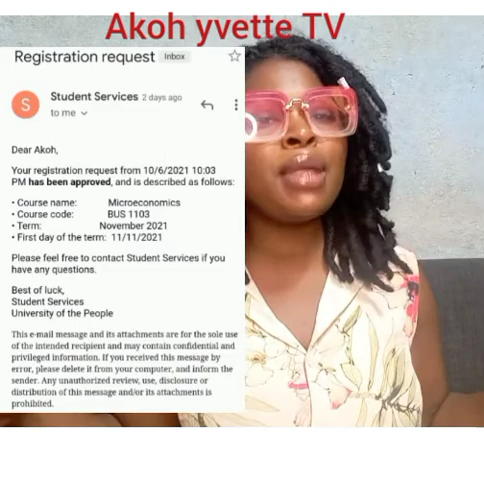 Akoh yvette TV
Registration request Inbox
S
Student Services 2 days ago
to me
Dear Akoh,
Your registration request from 10/6/2021 10:03
PM has been approved, and is described as follows:
• Course name: Microeconomics
• Course code: BUS 1103
• Term: November 2021
• First day of the term: 11/11/2021
Please feel free to contact Student Services if you
have any questions.
Best of luck,
Student Services
University of the People
This e-mail message and its attachments are for the sole use
of the intended recipient and may contain confidential and
privileged information. If you received this message by
error, please delete it from your computer, and inform the
sender. Any unauthorized review, use, disclosure or
distribution of this message and/or its attachments is
prohibited.